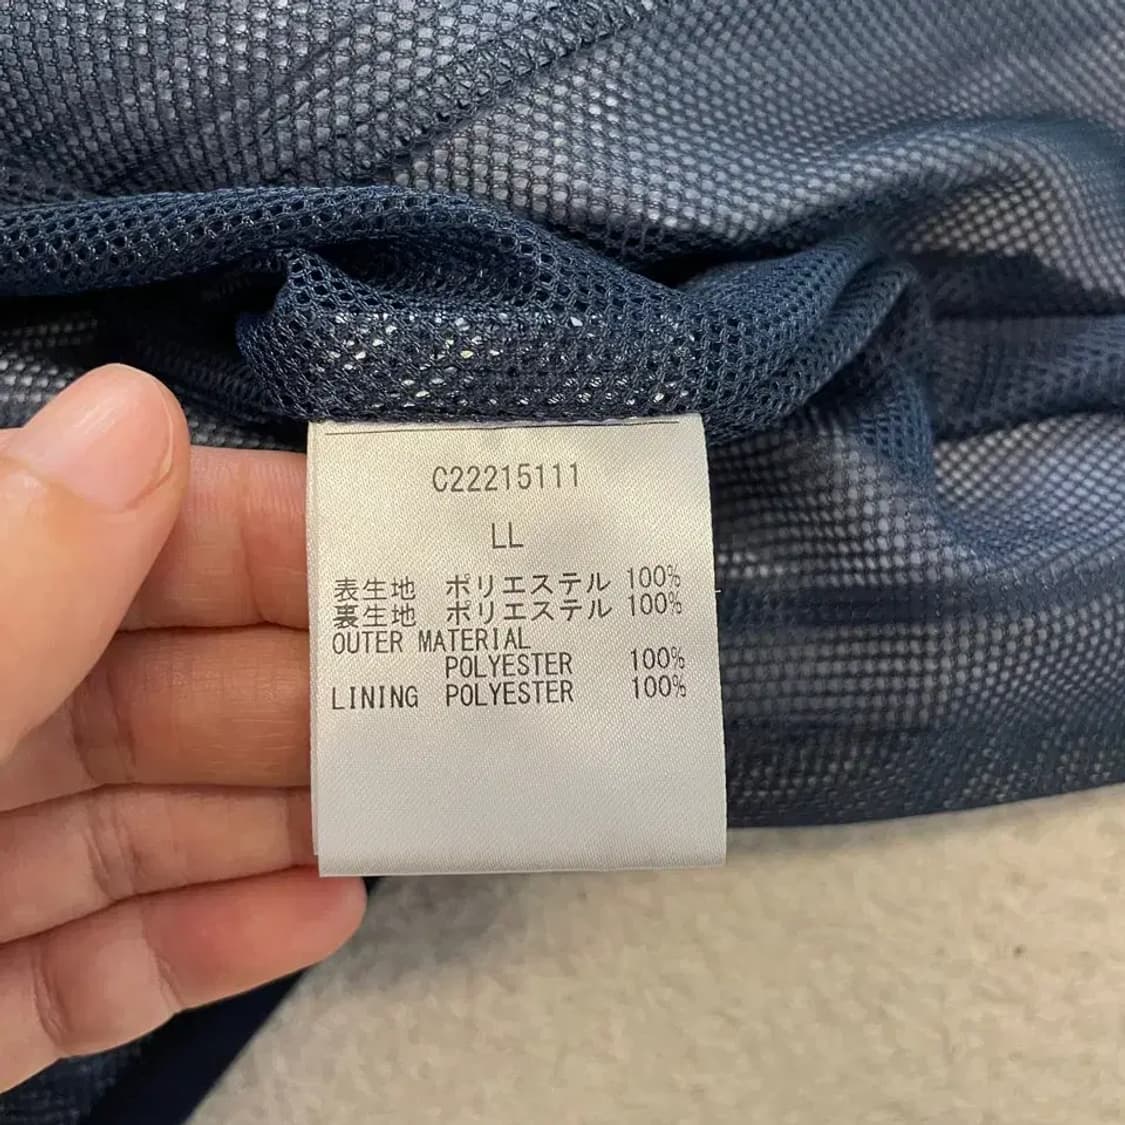 C22215111
LL
表生地 ポリエステル 100%
裏生地 ポリエステル 100%
OUTER MATERIAL
POLYESTER 100%
LINING POLYESTER 100%